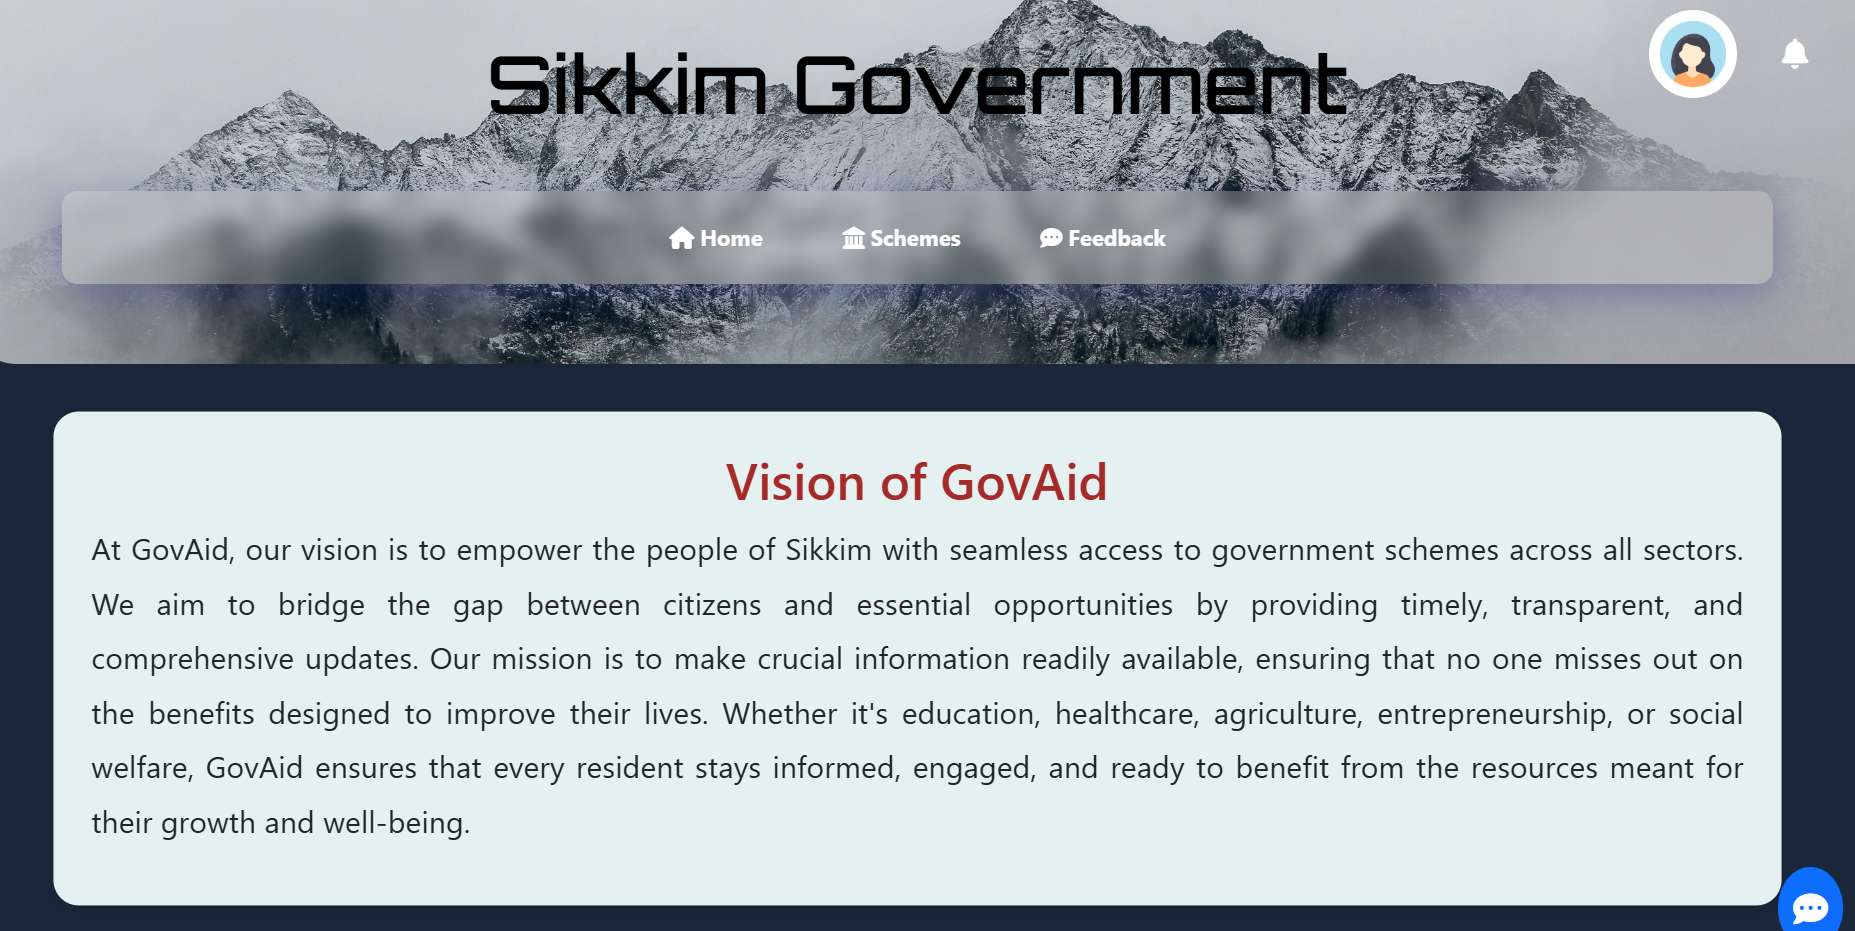 Sikkim Government
Home Schemes Feedback
Vision of GovAid
At GovAid, our vision is to empower the people of Sikkim with seamless access to government schemes across all sectors.
We aim to bridge the gap between citizens and essential opportunities by providing timely, transparent, and
comprehensive updates. Our mission is to make crucial information readily available, ensuring that no one misses out on
the benefits designed to improve their lives. Whether it's education, healthcare, agriculture, entrepreneurship, or social
welfare, GovAid ensures that every resident stays informed, engaged, and ready to benefit from the resources meant for
their growth and well-being.